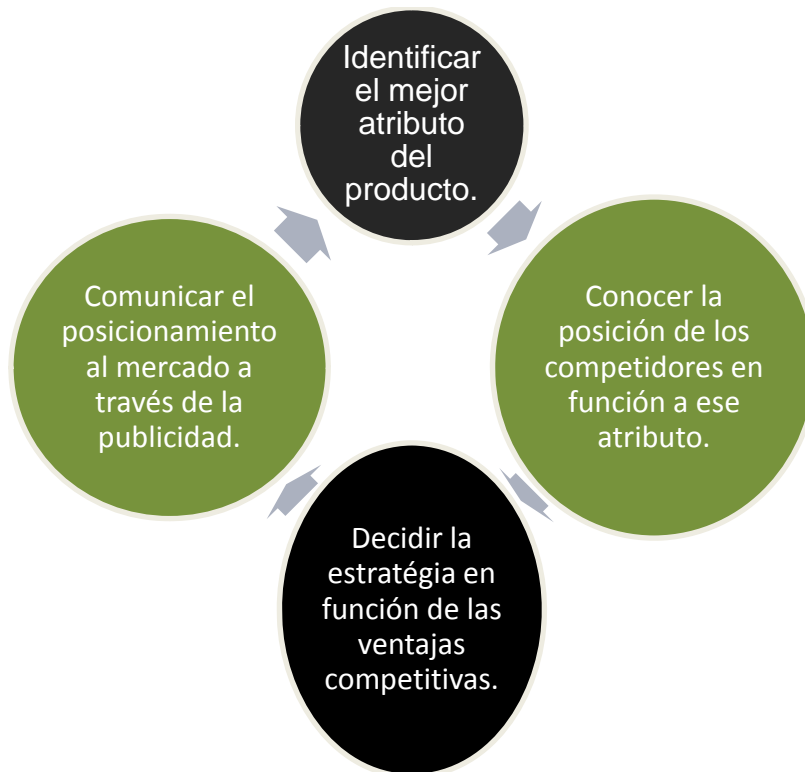 Identificar
el mejor
atributo
del
producto.
Conocer la
posición de los
competidores en
función a ese
atributo.
Decidir la
estratégia en
función de las
ventajas
competitivas.
Comunicar el
posicionamiento
al mercado a
través de la
publicidad.